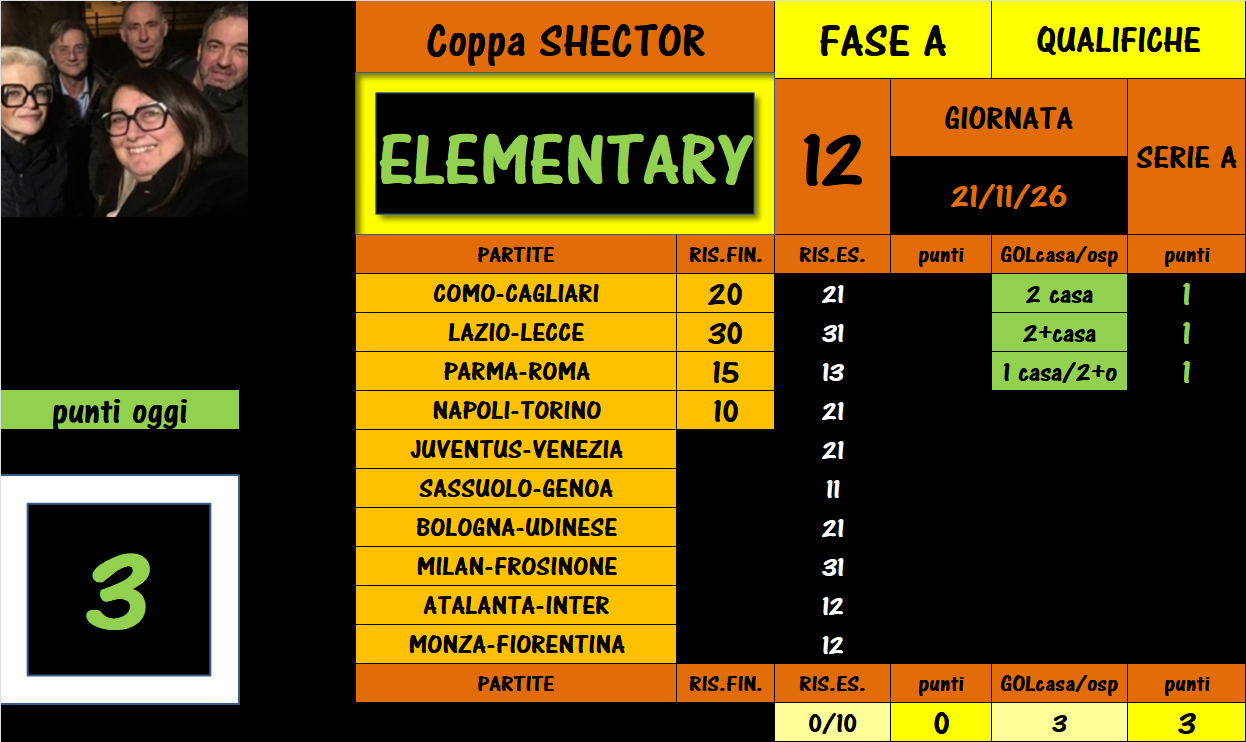 Coppa SHECTOR FASE A QUALIFICHE
ELEMENTARY 12 GIORNATA SERIE A
21/11/26
PARTITE RIS.FIN. RIS.ES. punti GOLcasa/osp punti
COMO-CAGLIARI 20 21 2 casa 1
LAZIO-LECCE 30 31 2+casa 1
PARMA-ROMA 15 13 1 casa/2+o 1
NAPOLI-TORINO 10 21
JUVENTUS-VENEZIA 21
SASSUOLO-GENOA 11
BOLOGNA-UDINESE 21
MILAN-FROSINONE 31
ATALANTA-INTER 12
MONZA-FIORENTINA 12
PARTITE RIS.FIN. RIS.ES. punti GOLcasa/osp punti
0/10 0 3 3
punti oggi
3